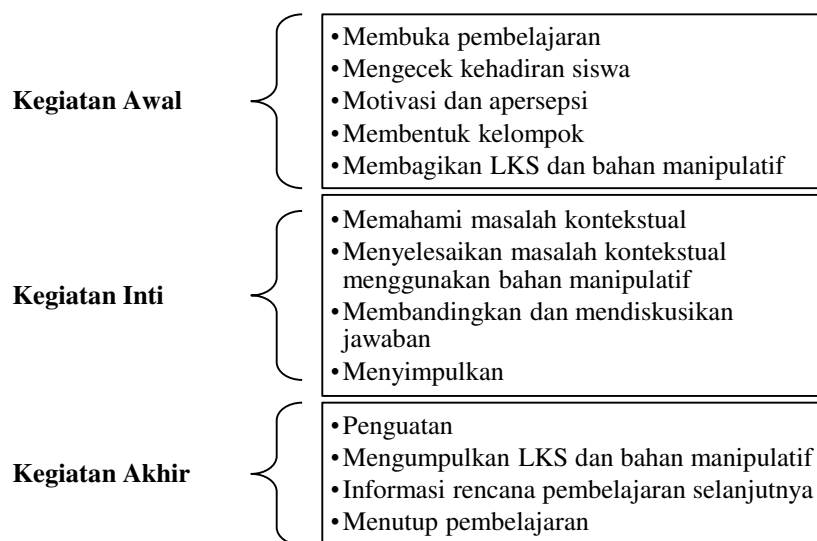 Kegiatan Awal
•Membuka pembelajaran
•Mengecek kehadiran siswa
•Motivasi dan apersepsi
•Membentuk kelompok
•Membagikan LKS dan bahan manipulatif
Kegiatan Inti
•Memahami masalah kontekstual
•Menyelesaikan masalah kontekstual
menggunakan bahan manipulatif
•Membandingkan dan mendiskusikan
jawaban
•Menyimpulkan
Kegiatan Akhir
•Penguatan
•Mengumpulkan LKS dan bahan manipulatif
•Informasi rencana pembelajaran selanjutnya
•Menutup pembelajaran